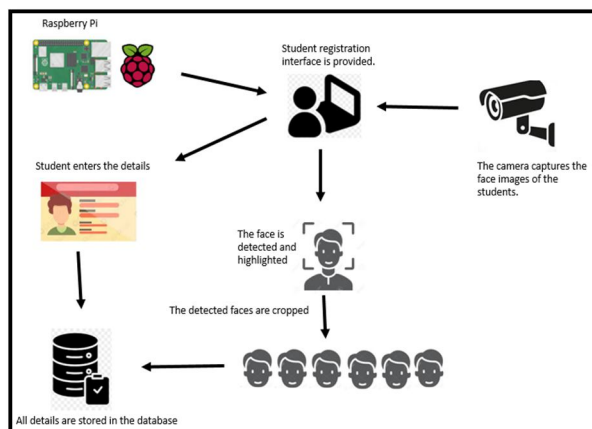 Raspberry Pi
Student registration
interface is provided.
Student enters the details
The camera captures the
face images of the
students.
The face is
detected and
highlighted
The detected faces are cropped
All details are stored in the database